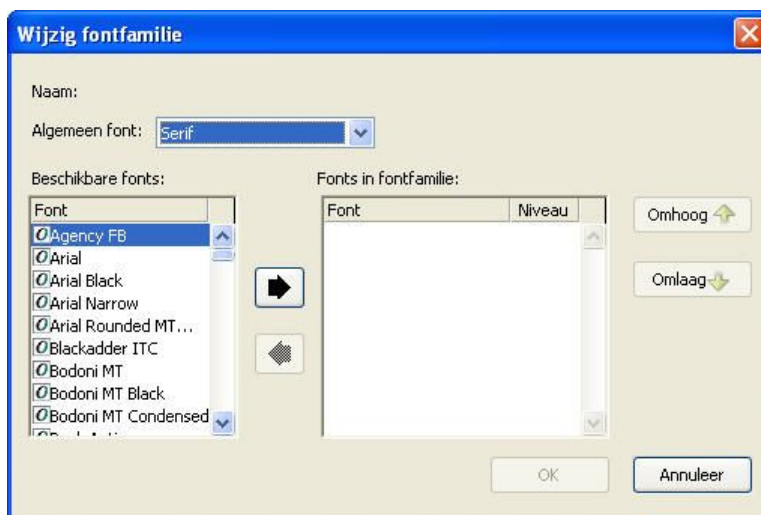 Wijzig fontfamilie
Naam:
Algemeen font: Serif
Beschikbare fonts:
Font
Agency FB
Arial
Arial Black
Arial Narrow
Arial Rounded MT...
Blackadder ITC
Bodoni MT
Bodoni MT Black
Bodoni MT Condensed
Fonts in fontfamilie:
Font Niveau
Omhoog
Omlaag
OK
Annuleer